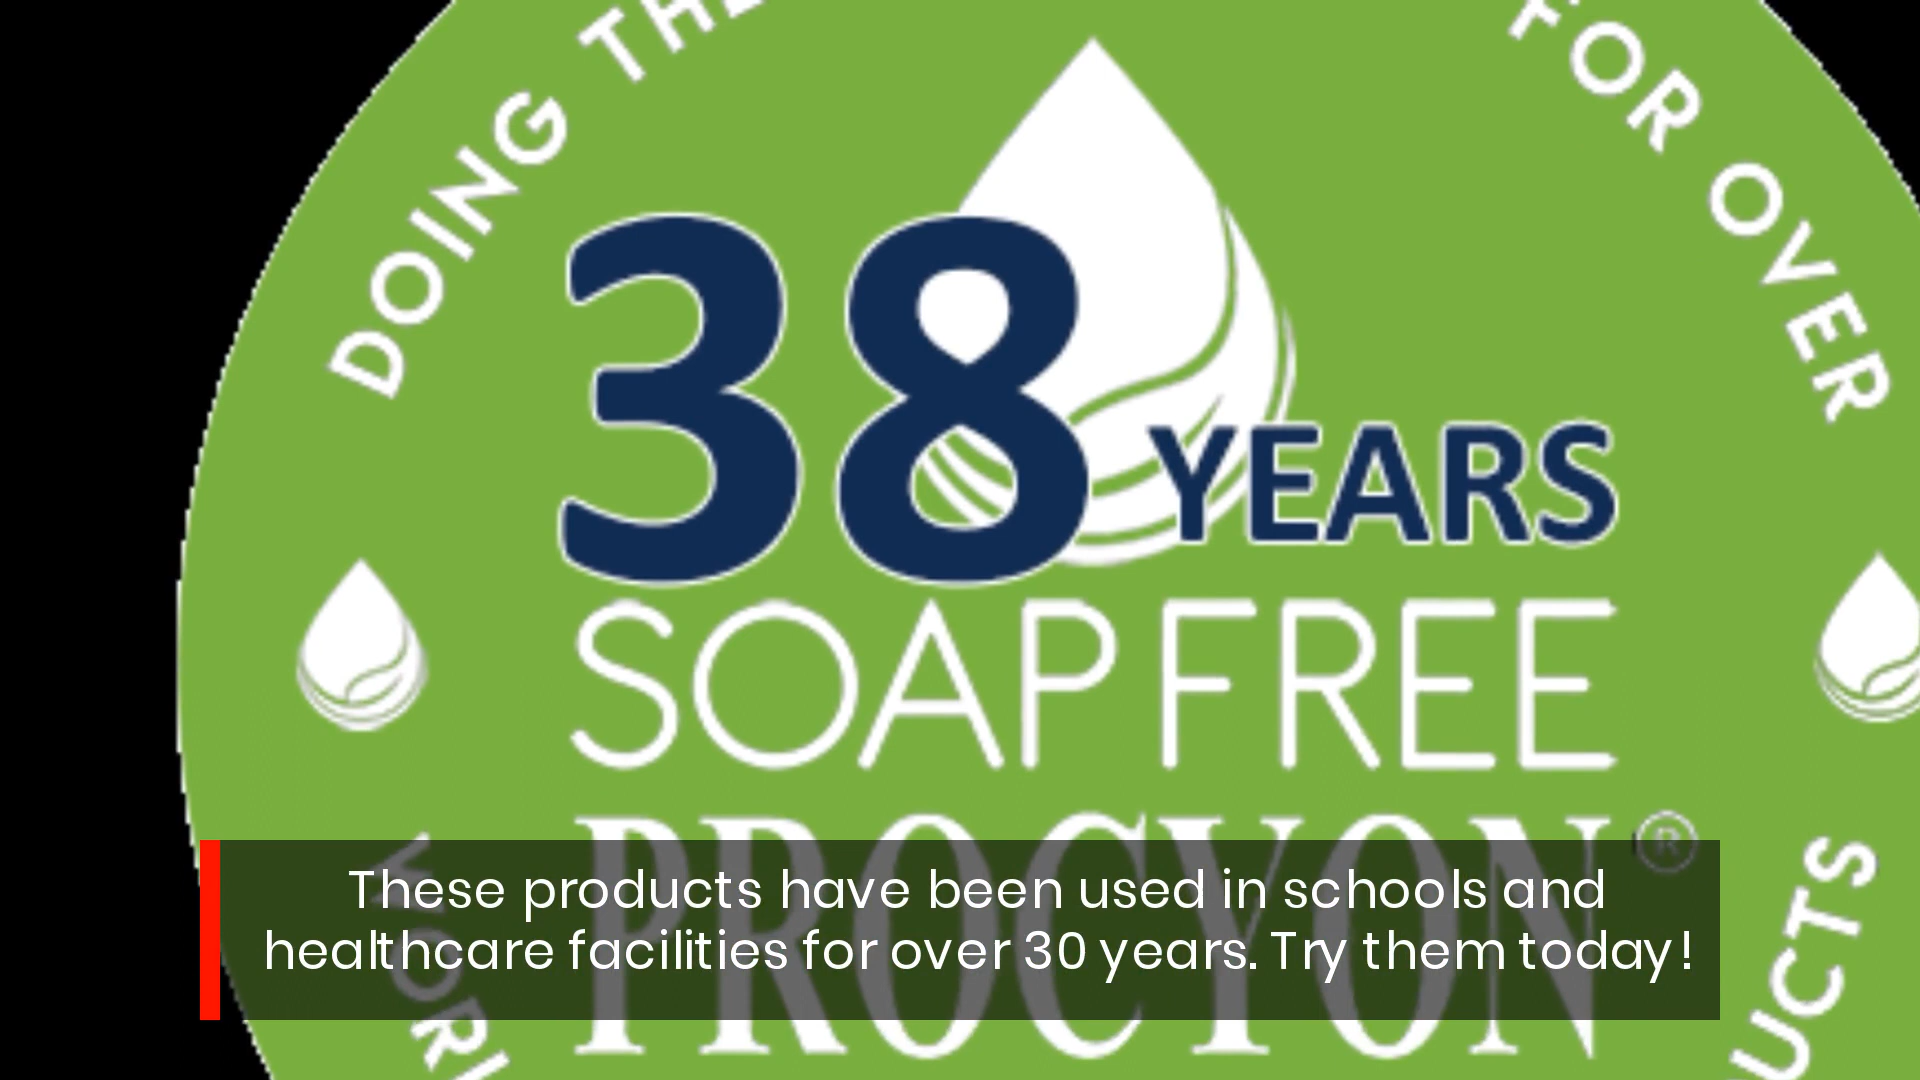 DOING THE
FOR OVER
38 YEARS
SOAPFREE
PROCYON®
These products have been used in schools and
healthcare facilities for over 30 years. Try them today!